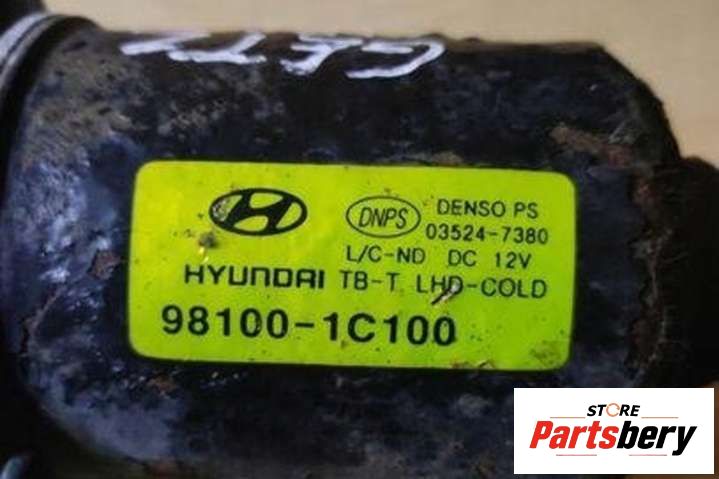 GETZ
DNPS DENSO PS
03524-7380
L/C-ND DC 12V
HYUNDAI TB-T LHD-COLD
98100-1C100
STORE
Partsbery